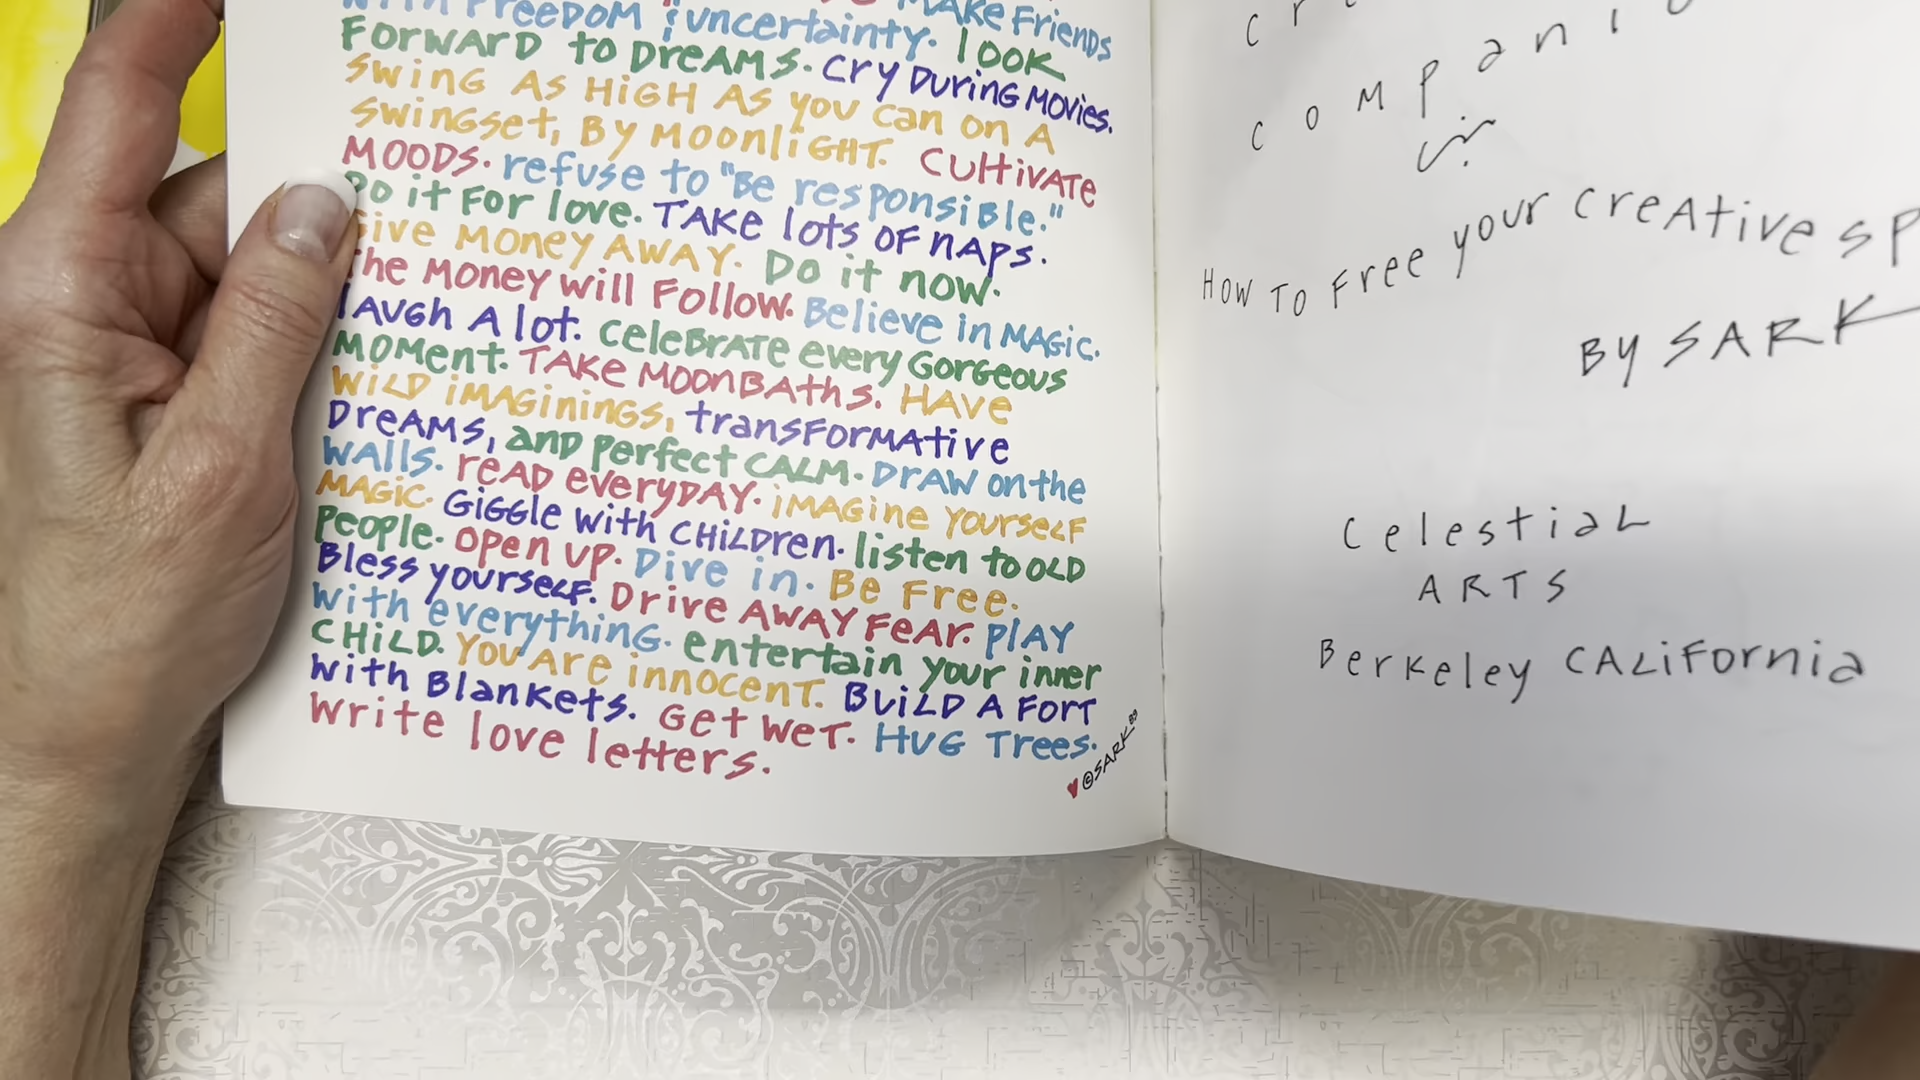 MAKE Friends
WITH FreeDOM & uncertainty. look
FORWARD to DreAMS. Cry During Movies.
Swing AS HiGH AS you can on A
Swingset, By Moonlight. Cultivate
MOODS. refuse to "Be responsible."
Do it For love. TAKE lots oF naps.
Give Money AWAY. Do it now.
The Money will Follow. Believe in MAGic.
lAugh A lot. CeleBrate every Gorgeous
MOMent. TAKE MOONBAths. HAVE
wilD iMAGininGs, transForMAtive
DreAMs, anD perfect CALM. DrAW on the
WAlls. reAD everyDAY. iMAGine YourselF
MAGic. GiGGle with CHilDren. listen to olD
people. open up. Dive in. Be Free.
Bless yourselF. Drive AWAY FeAr. PlAY
with everythinG. entertain your inner
CHilD. You Are innocent. BuilD A Fort
with Blankets. Get Wet. HuG Trees.
Write love letters.
©SARK 89
coMpani
How To Free your creAtive SP
By SARK
CelestiaL
ARTS
Berkeley CALiFornia